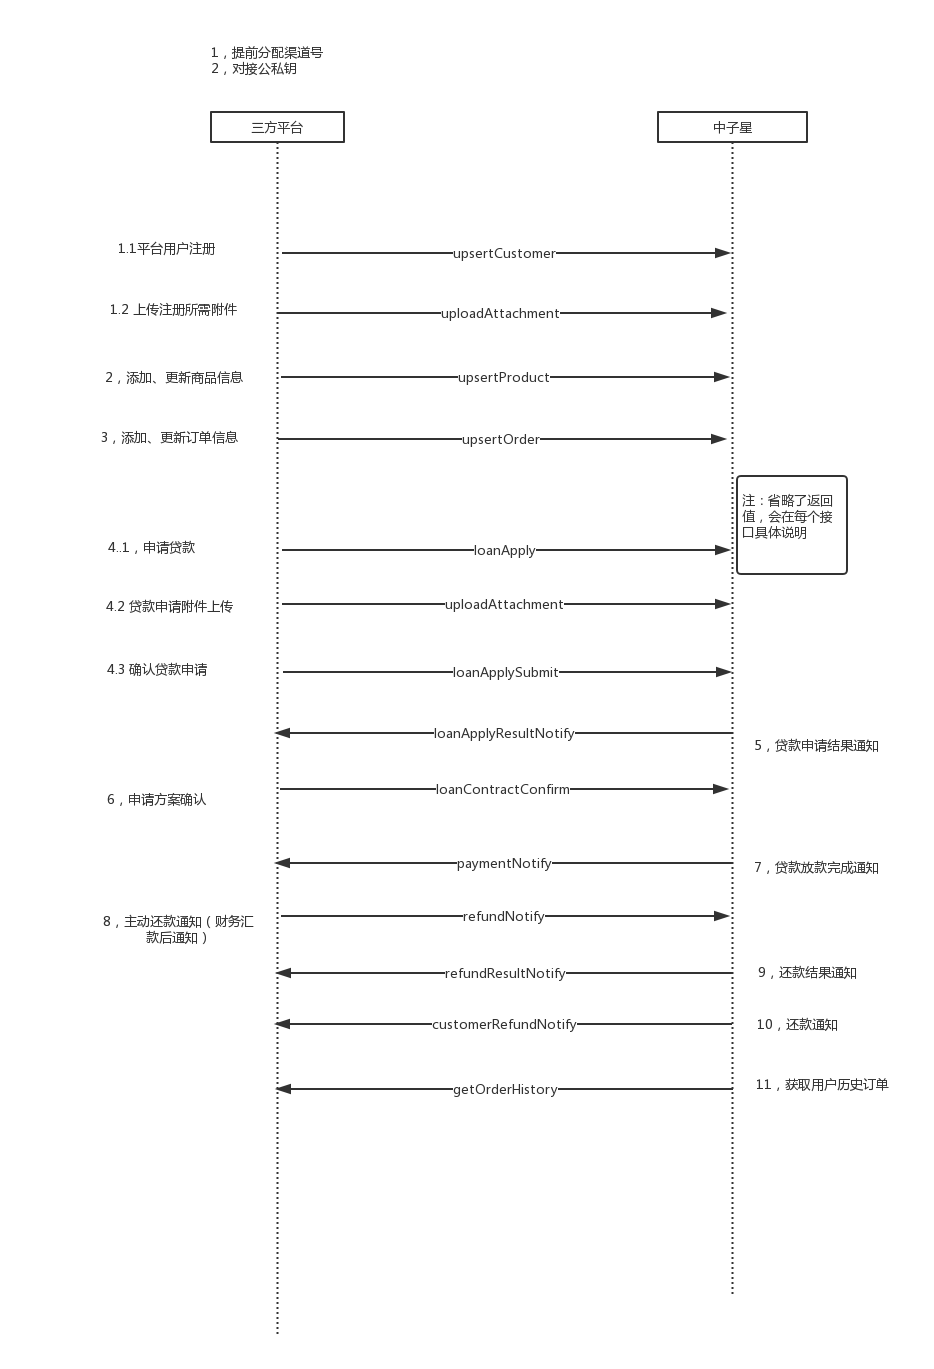 1，提前分配渠道号
2，对接公私钥
三方平台
中子星
1.1平台用户注册
upsertCustomer
1.2 上传注册所需附件
uploadAttachment
2，添加、更新商品信息
upsertProduct
3，添加、更新订单信息
upsertOrder
注：省略了返回
值，会在每个接
口具体说明
4..1，申请贷款
loanApply
4.2 贷款申请附件上传
uploadAttachment
4.3 确认贷款申请
loanApplySubmit
loanApplyResultNotify
5，贷款申请结果通知
6，申请方案确认
loanContractConfirm
paymentNotify
7，贷款放款完成通知
8，主动还款通知（财务汇
款后通知）
refundNotify
refundResultNotify
9，还款结果通知
customerRefundNotify
10，还款通知
getOrderHistory
11，获取用户历史订单